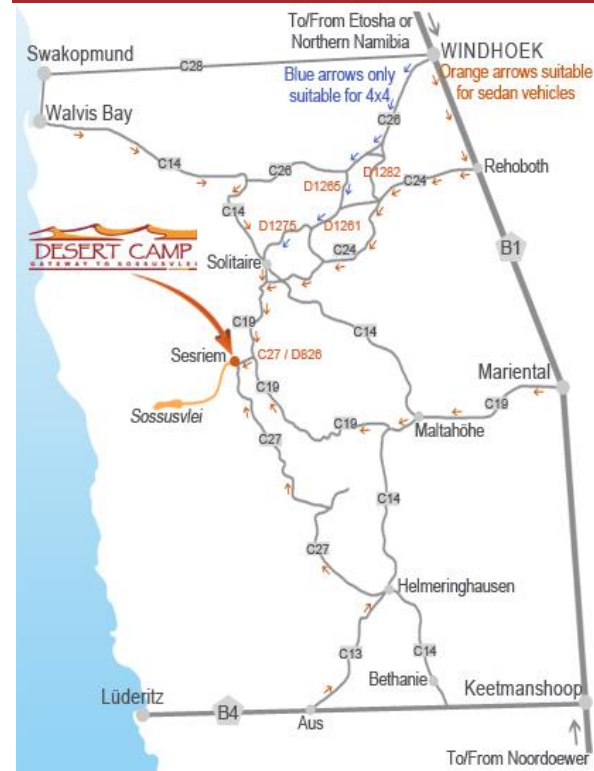 To/From Etosha or
Northern Namibia
Swakopmund
WINDHOEK
C28
Blue arrows only
suitable for 4x4
Orange arrows suitable
for sedan vehicles
Walvis Bay
C26
C14
C26
D1265
D1282
C24
Rehoboth
C14
D1275
D1261
DESERT CAMP
GATEWAY TO SOSSUSVLEI
Solitaire
C24
B1
C19
C14
Sesriem
C27 / D826
Mariental
C19
C19
Sossusvlei
C19
Maltahöhe
C27
C14
C27
Helmeringhausen
C13
C14
Bethanie
Keetmanshoop
Lüderitz
B4
Aus
To/From Noordoewer